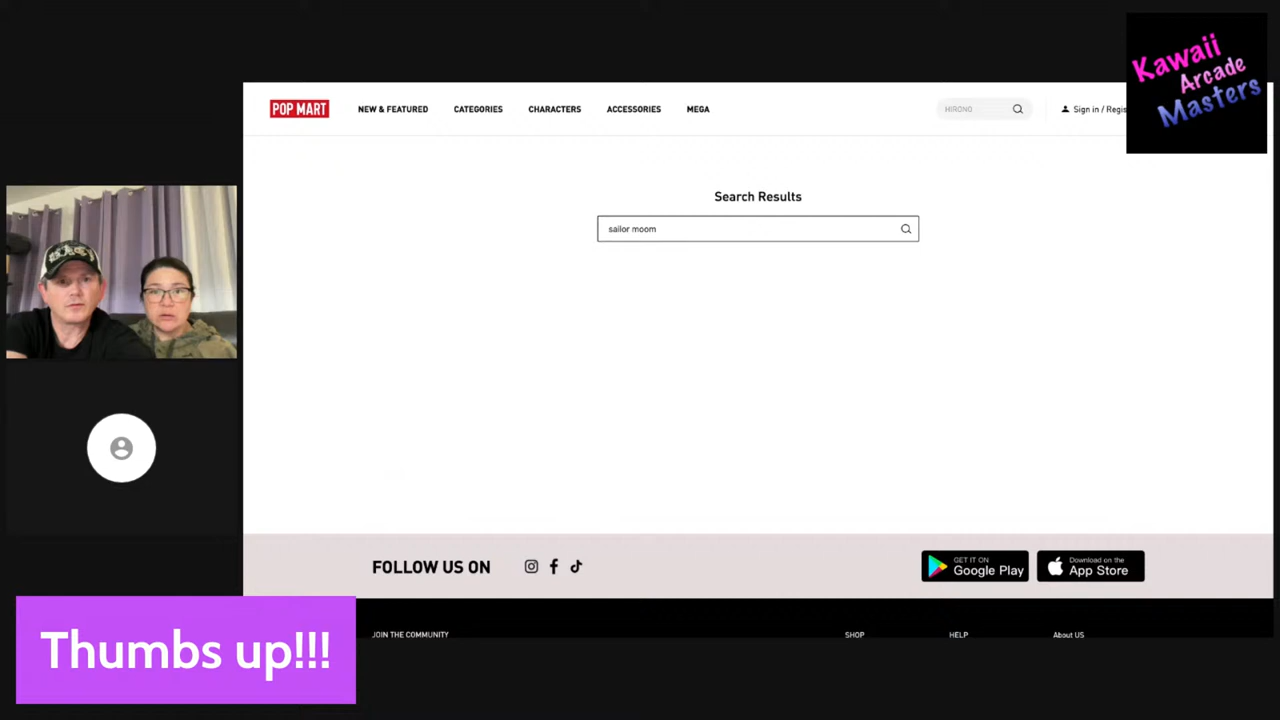 Kawaii
Arcade
Masters
POP MART
NEW & FEATURED
CATEGORIES
CHARACTERS
ACCESSORIES
MEGA
HIRONO
Sign in / Regis
Search Results
sailor moom
FOLLOW US ON
GET IT ON
Google Play
Download on the
App Store
Thumbs up!!!
JOIN THE COMMUNITY
SHOP
HELP
About US